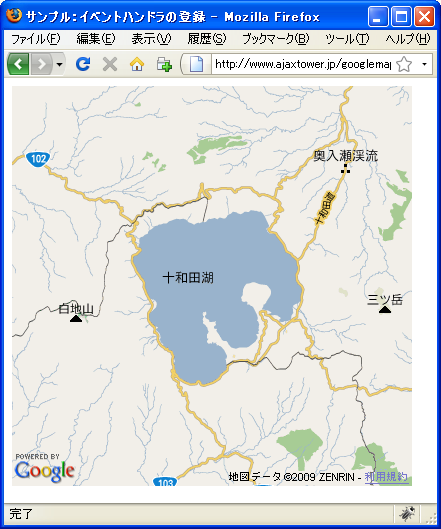 サンプル：イベントハンドラの登録 - Mozilla Firefox
ファイル(F) 編集(E) 表示(V) 履歴(S) ブックマーク(B) ツール(T) ヘルプ(H)
http://www.ajaxtower.jp/googlemap
奥入瀬渓流
102
十和田道
十和田湖
白地山
三ツ岳
POWERED BY
Google
地図データ ©2009 ZENRIN - 利用規約
103
完了